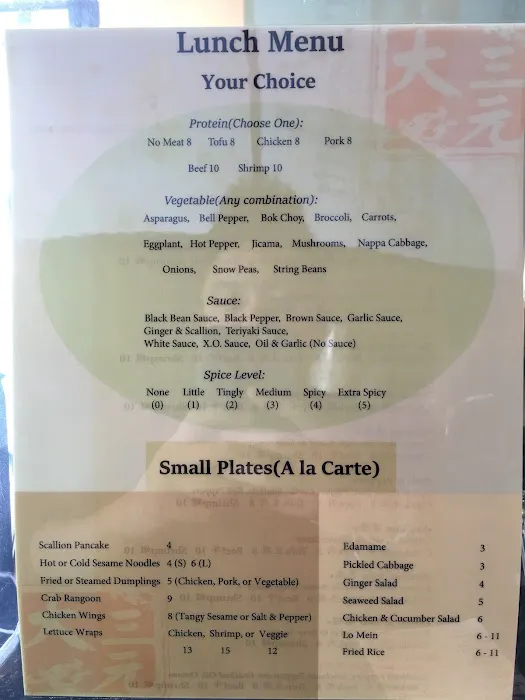 Lunch Menu
Your Choice
Protein(Choose One):
No Meat 8 Tofu 8 Chicken 8 Pork 8
Beef 10 Shrimp 10
Vegetable(Any combination):
Asparagus, Bell Pepper, Bok Choy, Broccoli, Carrots,
Eggplant, Hot Pepper, Jicama, Mushrooms, Nappa Cabbage,
Onions, Snow Peas, String Beans
Sauce:
Black Bean Sauce, Black Pepper, Brown Sauce, Garlic Sauce,
Ginger & Scallion, Teriyaki Sauce,
White Sauce, X.O. Sauce, Oil & Garlic (No Sauce)
Spice Level:
None Little Tingly Medium Spicy Extra Spicy
(0) (1) (2) (3) (4) (5)
Small Plates(A la Carte)
Scallion Pancake 4
Hot or Cold Sesame Noodles 4 (S) 6 (L)
Fried or Steamed Dumplings 5 (Chicken, Pork, or Vegetable)
Crab Rangoon 9
Chicken Wings 8 (Tangy Sesame or Salt & Pepper)
Lettuce Wraps Chicken, Shrimp, or Veggie
13 15 12
Edamame 3
Pickled Cabbage 3
Ginger Salad 4
Seaweed Salad 5
Chicken & Cucumber Salad 6
Lo Mein 6 - 11
Fried Rice 6 - 11
大三元